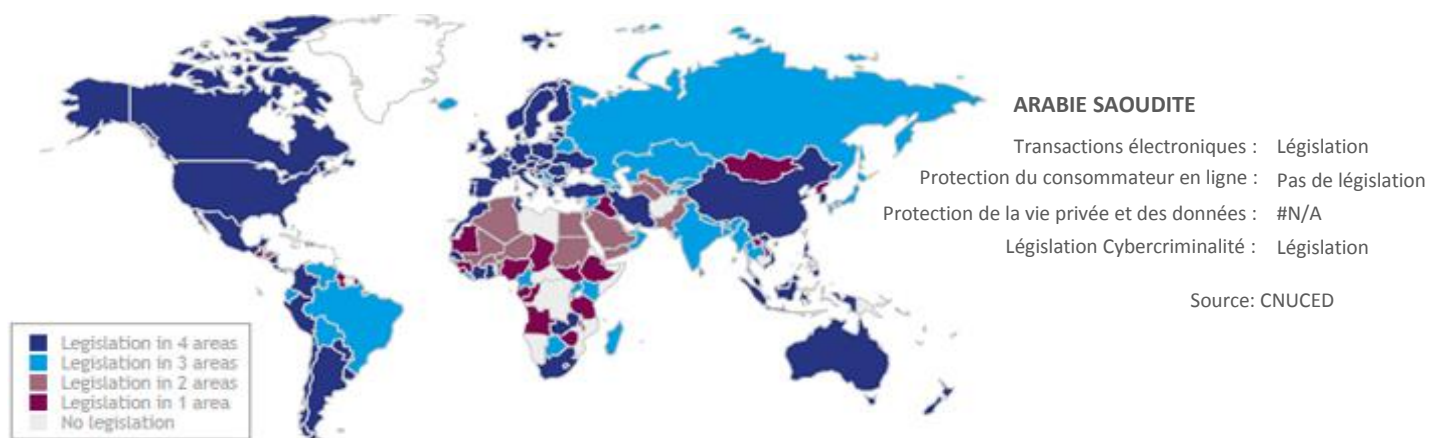 ARABIE SAOUDITE
Transactions électroniques : Législation
Protection du consommateur en ligne : Pas de législation
Protection de la vie privée et des données : #N/A
Législation Cybercriminalité : Législation
Source: CNUCED
Legislation in 4 areas
Legislation in 3 areas
Legislation in 2 areas
Legislation in 1 area
No legislation